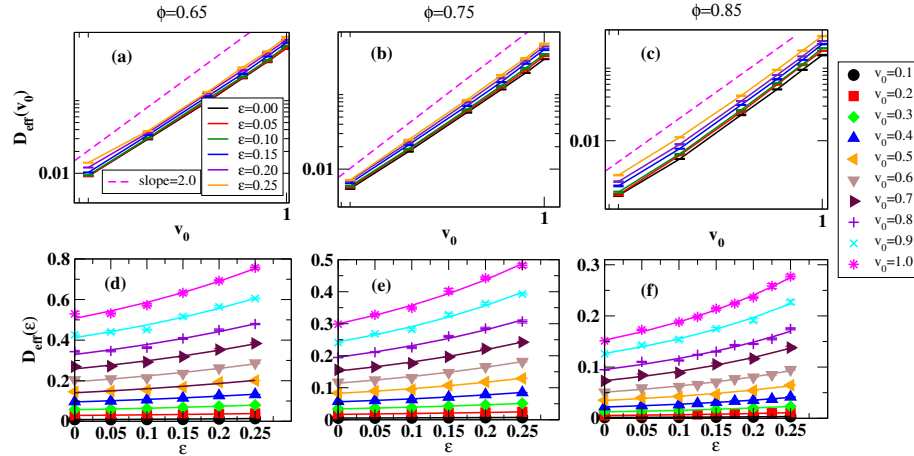 ϕ=0.65
ϕ=0.75
ϕ=0.85
(a)
(b)
(c)
D_eff(v_0)
0.01
0.01
0.01
ε=0.00
ε=0.05
ε=0.10
ε=0.15
ε=0.20
ε=0.25
slope=2.0
1
1
1
v_0
v_0
v_0
v_0=0.1
v_0=0.2
v_0=0.3
v_0=0.4
v_0=0.5
v_0=0.6
v_0=0.7
v_0=0.8
v_0=0.9
v_0=1.0
(d)
(e)
(f)
D_eff(ε)
0.8
0.6
0.4
0.2
0
0.5
0.4
0.3
0.2
0.1
0
0.3
0.2
0.1
0
0 0.05 0.1 0.15 0.2 0.25
0 0.05 0.1 0.15 0.2 0.25
0 0.05 0.1 0.15 0.2 0.25
ε
ε
ε